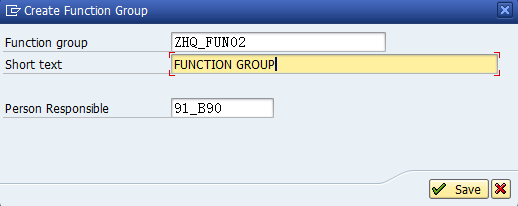 Create Function Group
Function group ZHQ_FUN02
Short text FUNCTION GROUP
Person Responsible 91_B90
Save